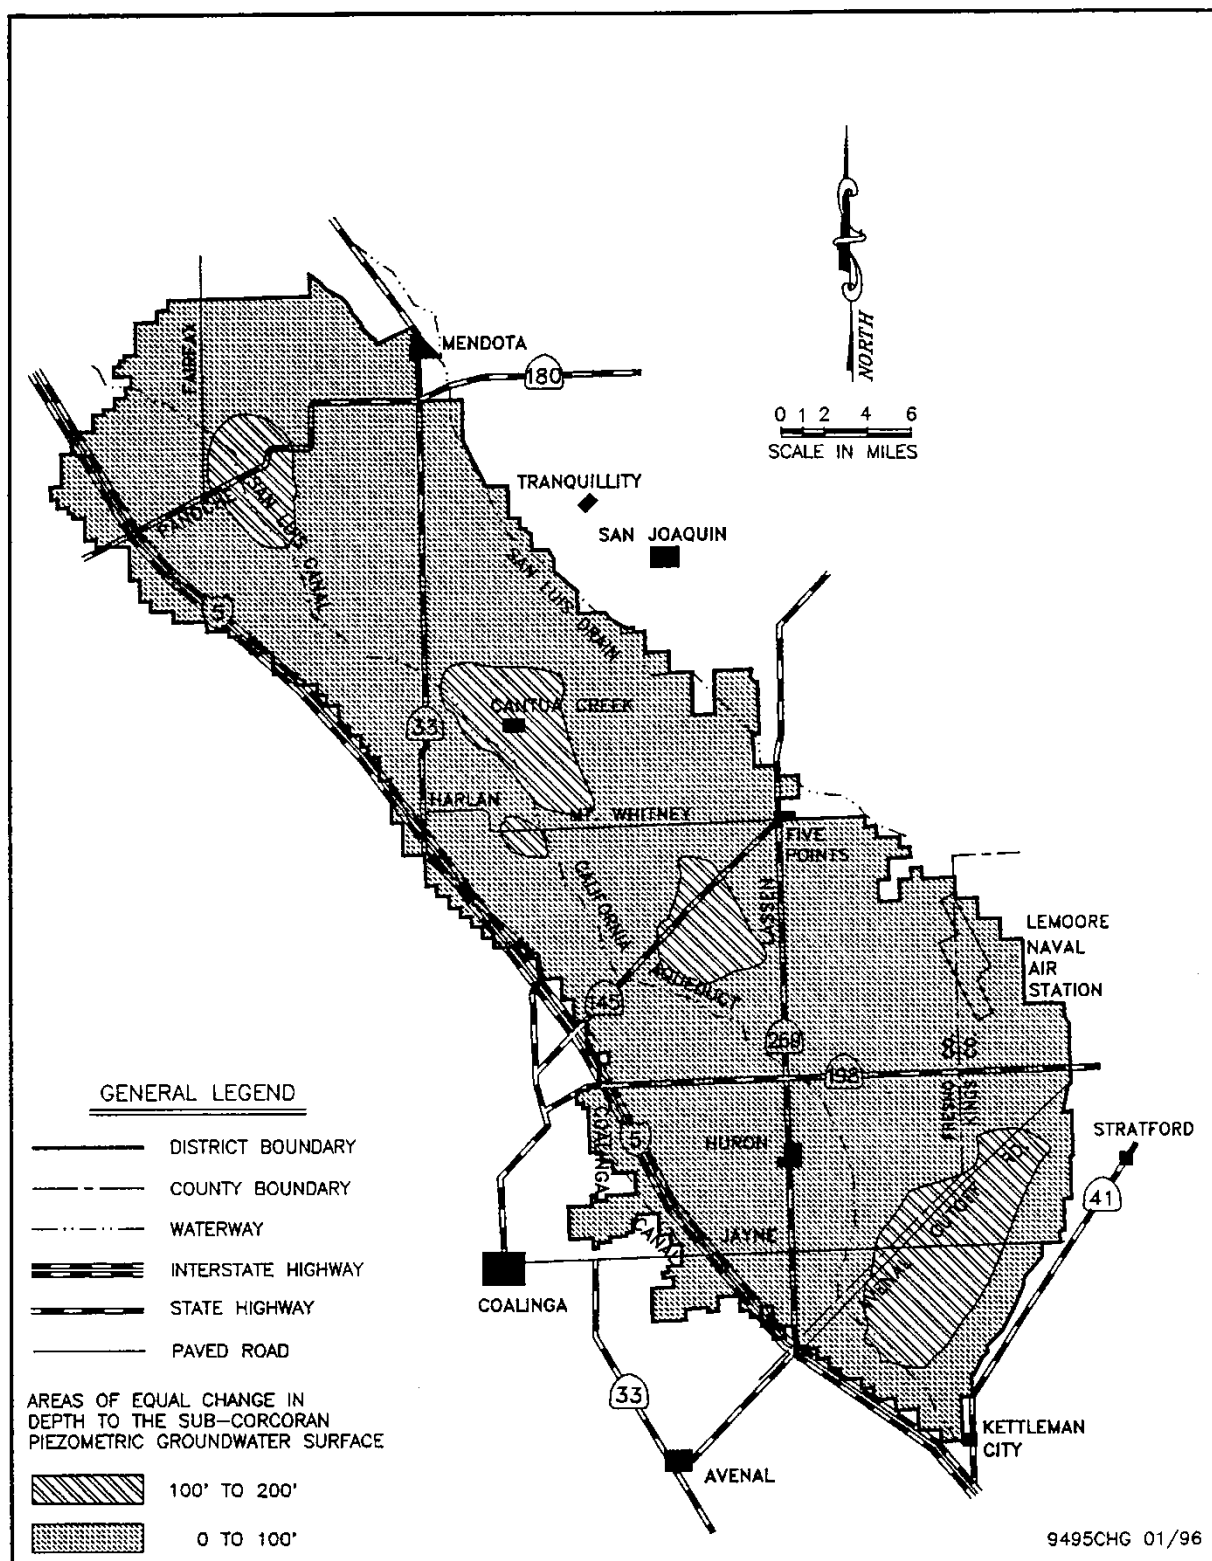 NORTH
0 1 2 4 6
SCALE IN MILES
FAIRFAX
MENDOTA
180
TRANQUILLITY
SAN JOAQUIN
PANOCHE
SAN LUIS CANAL
SAN LUIS DRAIN
5
CANTUA CREEK
33
HARLAN
MT. WHITNEY
FIVE
POINTS
CALIFORNIA
AQUEDUCT
LASSEN
LEMOORE
NAVAL
AIR
STATION
145
269
198
FRESNO
KINGS
COALINGA
CANAL
5
HURON
STRATFORD
41
JAYNE
AVENAL CUTOFF
COALINGA
33
AVENAL
KETTLEMAN
CITY
GENERAL LEGEND
DISTRICT BOUNDARY
COUNTY BOUNDARY
WATERWAY
INTERSTATE HIGHWAY
STATE HIGHWAY
PAVED ROAD
AREAS OF EQUAL CHANGE IN
DEPTH TO THE SUB-CORCORAN
PIEZOMETRIC GROUNDWATER SURFACE
100' TO 200'
0 TO 100'
9495CHG 01/96